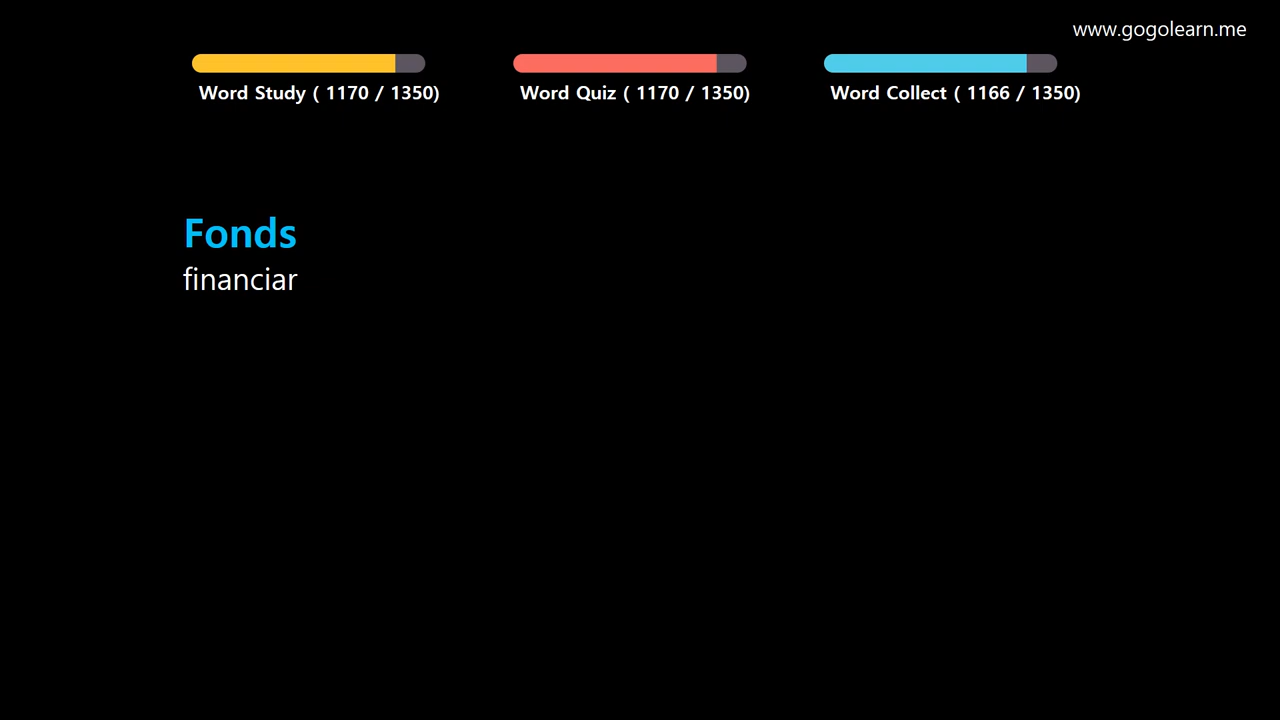 www.gogolearn.me
Word Study ( 1170 / 1350)
Word Quiz ( 1170 / 1350)
Word Collect ( 1166 / 1350)
Fonds
financiar